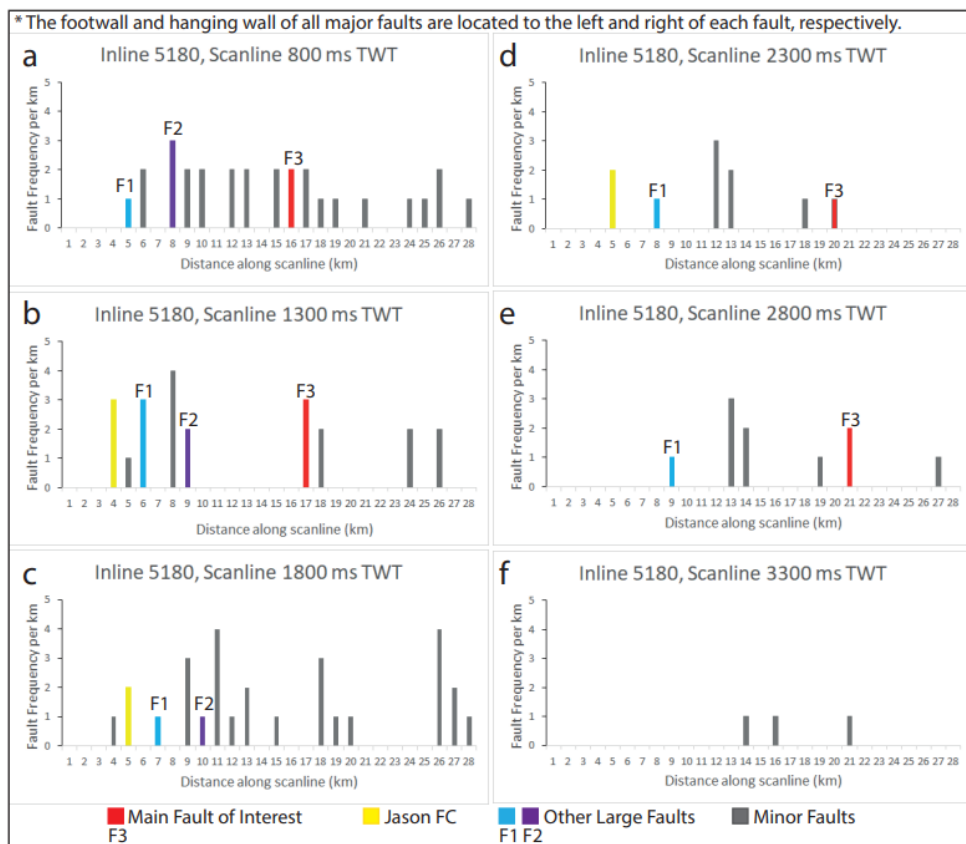 * The footwall and hanging wall of all major faults are located to the left and right of each fault, respectively.
a
Inline 5180, Scanline 800 ms TWT
Fault Frequency per km
5
4
3
2
1
0
F1
F2
F3
1 2 3 4 5 6 7 8 9 10 11 12 13 14 15 16 17 18 19 20 21 22 23 24 25 26 27 28
Distance along scanline (km)
b
Inline 5180, Scanline 1300 ms TWT
Fault Frequency per km
5
4
3
2
1
0
F1
F2
F3
1 2 3 4 5 6 7 8 9 10 11 12 13 14 15 16 17 18 19 20 21 22 23 24 25 26 27 28
Distance along scanline (km)
c
Inline 5180, Scanline 1800 ms TWT
Fault Frequency per km
5
4
3
2
1
0
F1
F2
1 2 3 4 5 6 7 8 9 10 11 12 13 14 15 16 17 18 19 20 21 22 23 24 25 26 27 28
Distance along scanline (km)
d
Inline 5180, Scanline 2300 ms TWT
Fault Frequency per km
5
4
3
2
1
0
F1
F3
1 2 3 4 5 6 7 8 9 10 11 12 13 14 15 16 17 18 19 20 21 22 23 24 25 26 27 28
Distance along scanline (km)
e
Inline 5180, Scanline 2800 ms TWT
Fault Frequency per km
5
4
3
2
1
0
F1
F3
1 2 3 4 5 6 7 8 9 10 11 12 13 14 15 16 17 18 19 20 21 22 23 24 25 26 27 28
Distance along scanline (km)
f
Inline 5180, Scanline 3300 ms TWT
Fault Frequency per km
5
4
3
2
1
0
1 2 3 4 5 6 7 8 9 10 11 12 13 14 15 16 17 18 19 20 21 22 23 24 25 26 27 28
Distance along scanline (km)
Main Fault of Interest
F3
Jason FC
Other Large Faults
F1 F2
Minor Faults